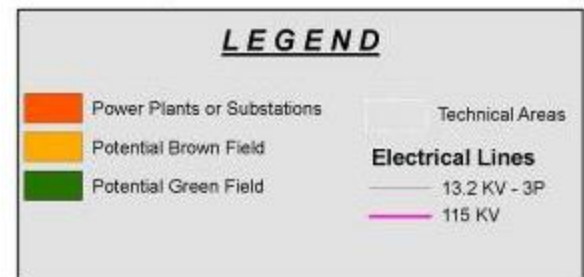 LEGEND
Power Plants or Substations
Potential Brown Field
Potential Green Field
Technical Areas
Electrical Lines
13.2 KV - 3P
115 KV